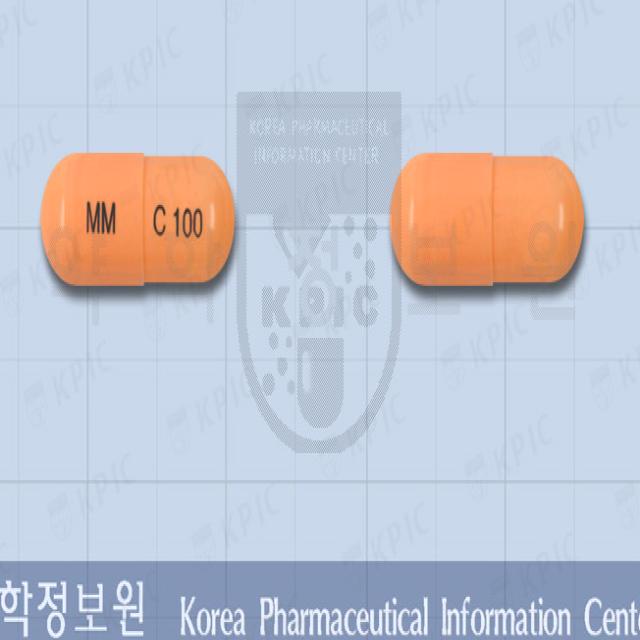 KOREA PHARMACEUTICAL
INFORMATION CENTER
MM C 100
KPIC
학정보원 Korea Pharmaceutical Information Cent